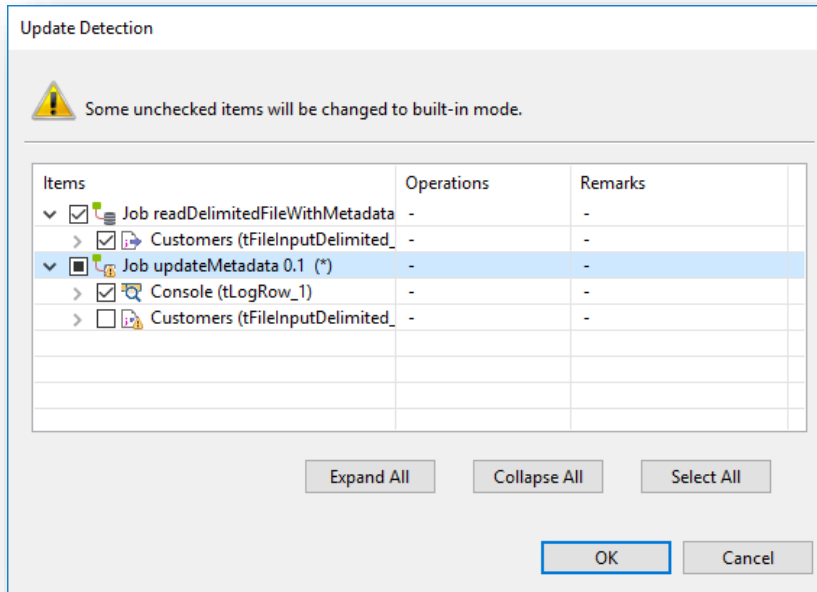 Update Detection
Some unchecked items will be changed to built-in mode.
Items Operations Remarks
Job readDelimitedFileWithMetadata - -
Customers (tFileInputDelimited_ - -
Job updateMetadata 0.1 (*) - -
Console (tLogRow_1) - -
Customers (tFileInputDelimited_ - -
Expand All Collapse All Select All
OK Cancel